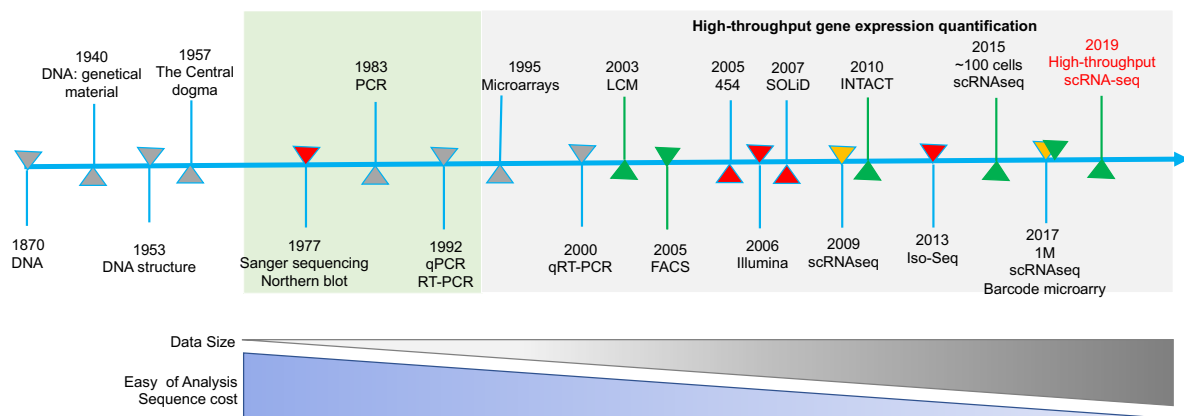 High-throughput gene expression quantification
1940
DNA: genetical
material
1957
The Central
dogma
1983
PCR
1995
Microarrays
2003
LCM
2005
454
2007
SOLiD
2010
INTACT
2015
~100 cells
scRNAseq
2019
High-throughput
scRNA-seq
1870
DNA
1953
DNA structure
1977
Sanger sequencing
Northern blot
1992
qPCR
RT-PCR
2000
qRT-PCR
2005
FACS
2006
Illumina
2009
scRNAseq
2013
Iso-Seq
2017
1M
scRNAseq
Barcode microarry
Data Size
Easy of Analysis
Sequence cost